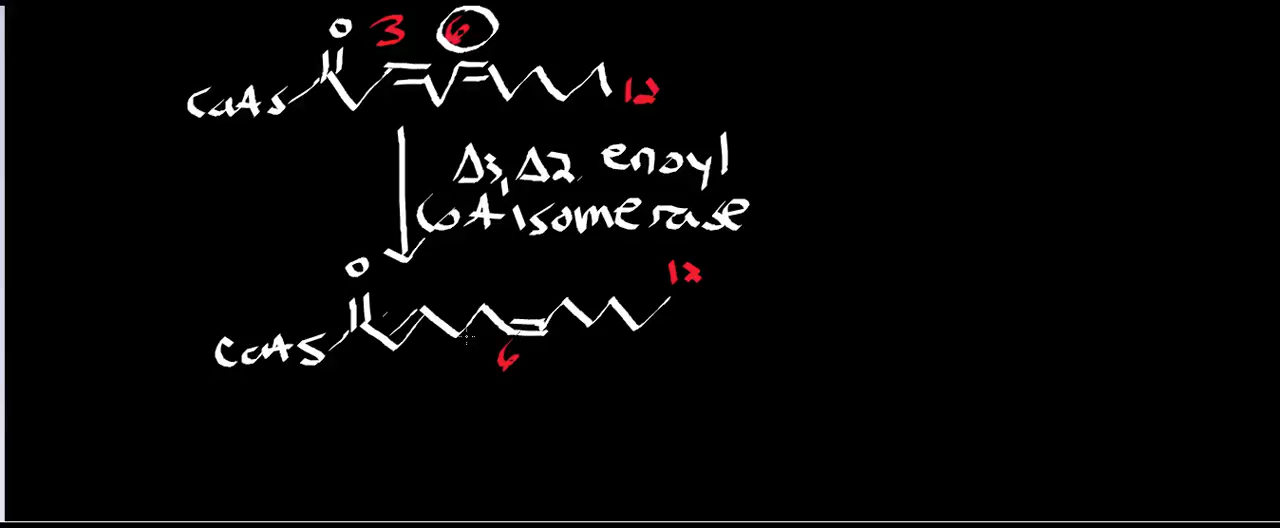 O 3 6
CoAS 12
Δ3, Δ2 enoyl
CoA isomerase
O 12
CoAS
6